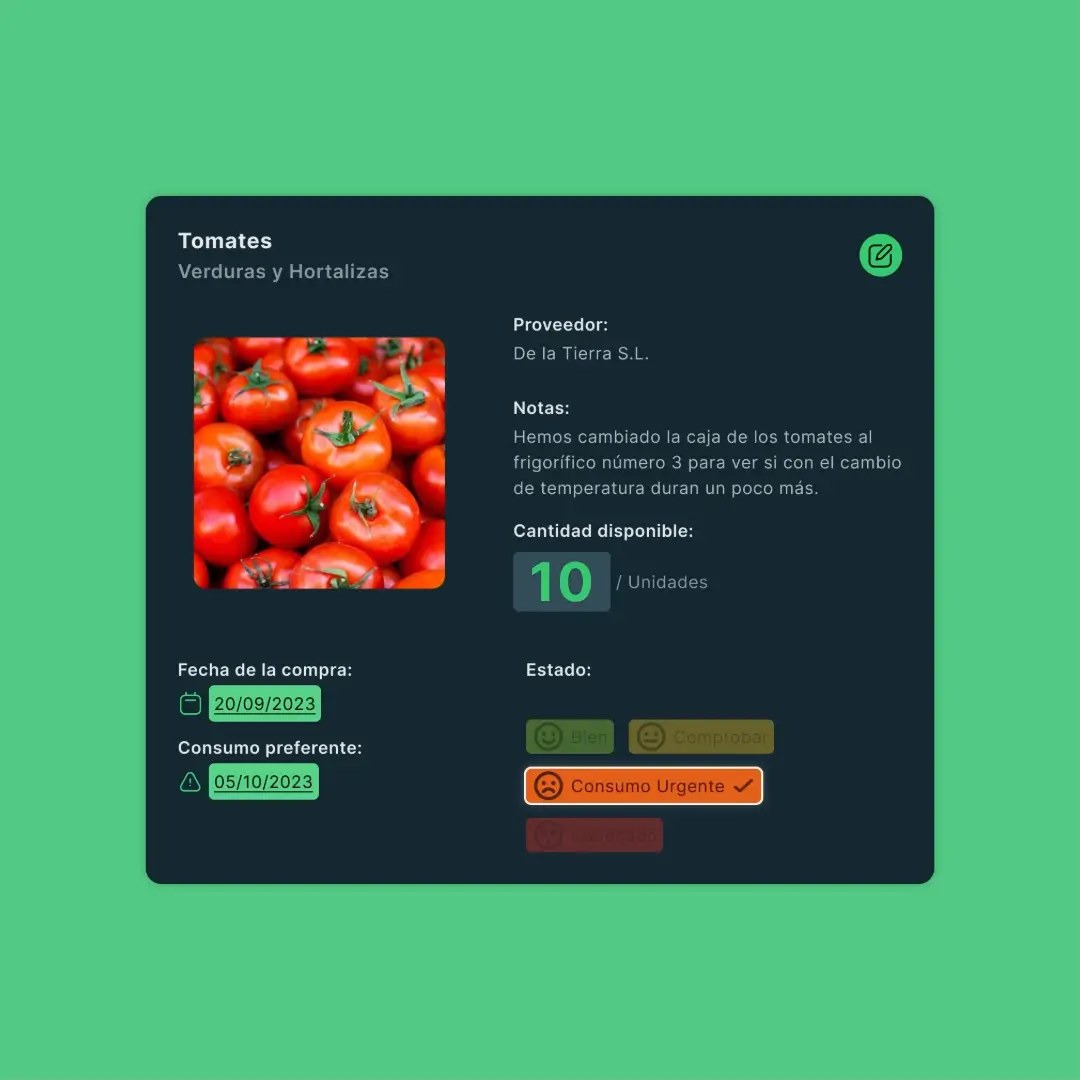 Tomates
Verduras y Hortalizas
Proveedor:
De la Tierra S.L.
Notas:
Hemos cambiado la caja de los tomates al
frigorífico número 3 para ver si con el cambio
de temperatura duran un poco más.
Cantidad disponible:
10 / Unidades
Fecha de la compra:
20/09/2023
Consumo preferente:
05/10/2023
Estado:
Bien
Comprobar
Consumo Urgente